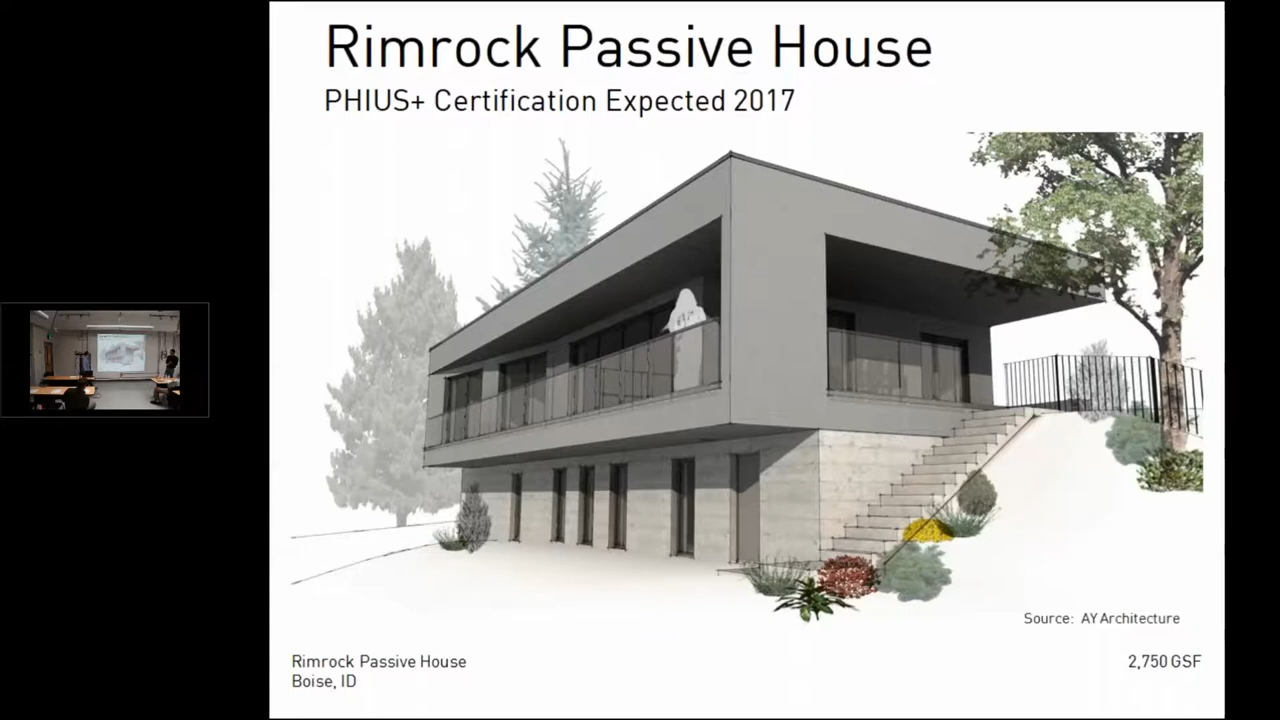 Rimrock Passive House
PHIUS+ Certification Expected 2017
Source: AY Architecture
Rimrock Passive House
Boise, ID
2,750 GSF